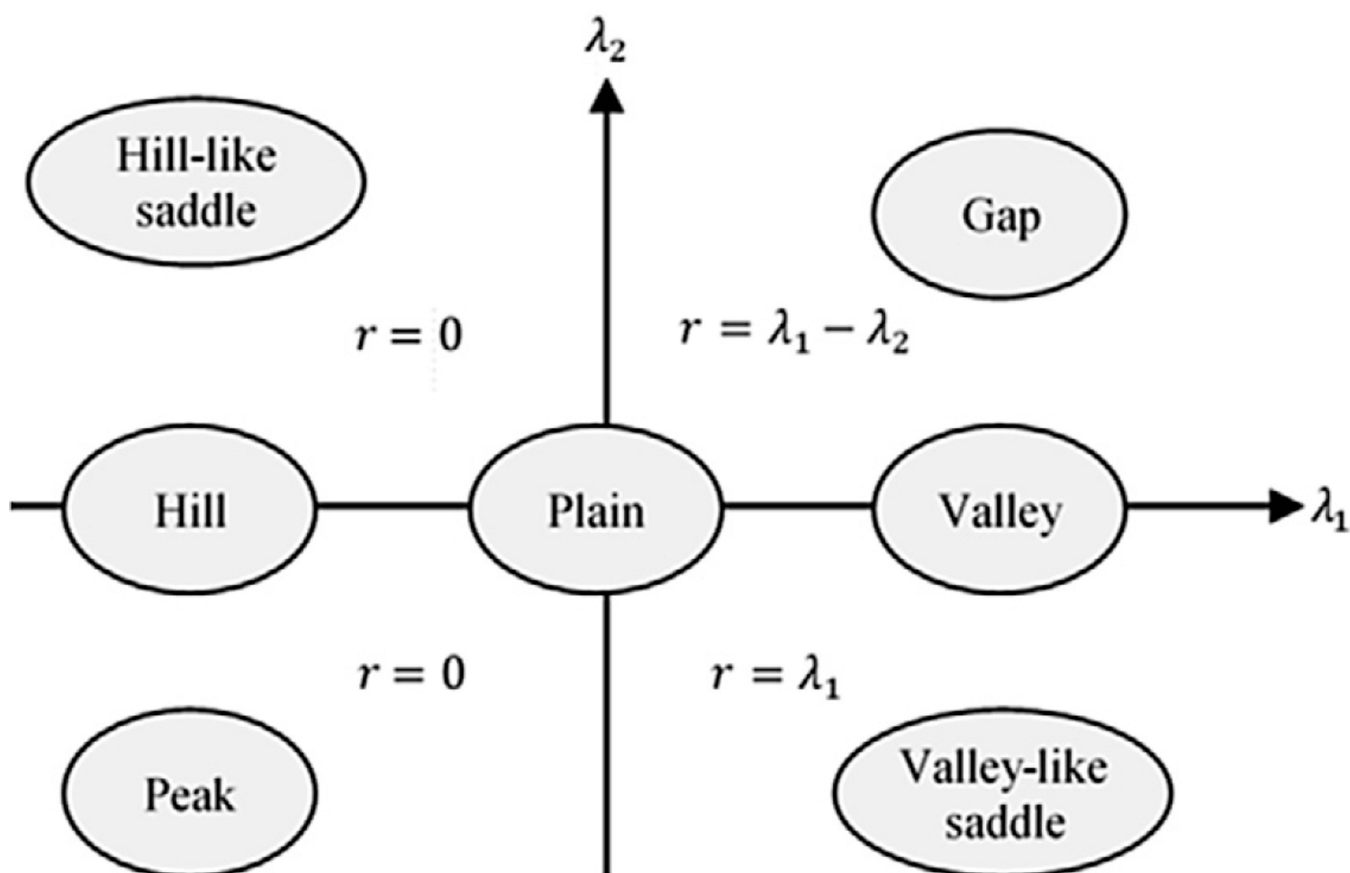 λ₂
Hill-like
saddle
Gap
r = 0
r = λ₁ − λ₂
Hill
Plain
Valley
λ₁
r = 0
r = λ₁
Peak
Valley-like
saddle